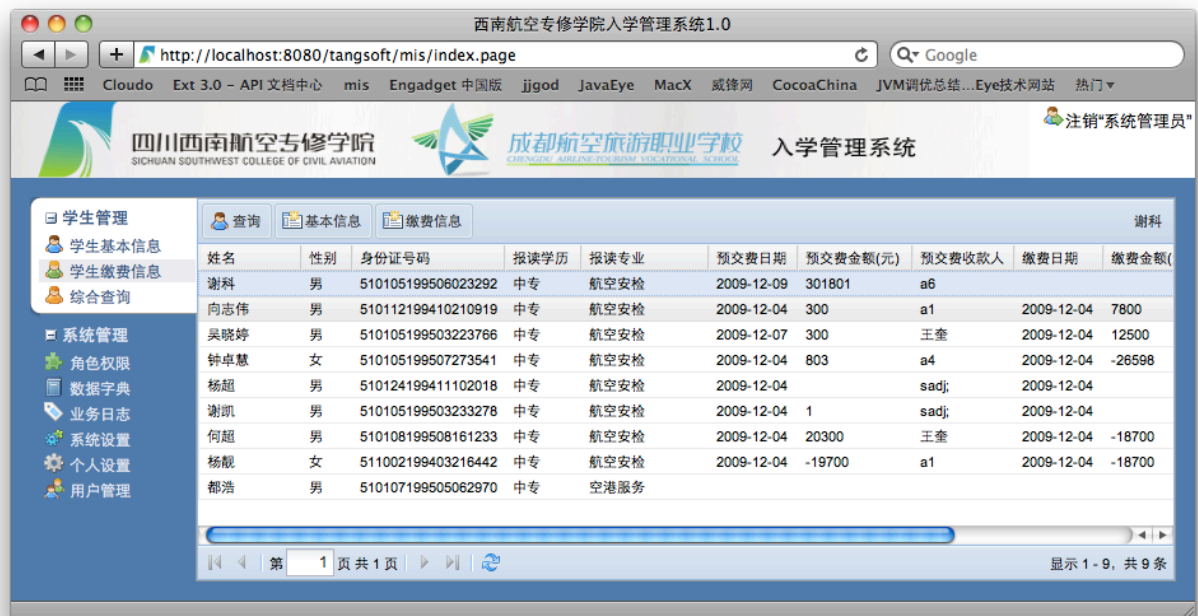 西南航空专修学院入学管理系统1.0
http://localhost:8080/tangsoft/mis/index.page
Google
Cloudo Ext 3.0 – API 文档中心 mis Engadget 中国版 jjgod JavaEye MacX 威锋网 CocoaChina JVM调优总结...Eye技术网站 热门
注销“系统管理员”
四川西南航空专修学院
SICHUAN SOUTHWEST COLLEGE OF CIVIL AVIATION
成都航空旅游职业学校
CHENGDU AIRLINE-TOURISM VOCATIONAL SCHOOL
入学管理系统
学生管理
学生基本信息
学生缴费信息
综合查询
系统管理
角色权限
数据字典
业务日志
系统设置
个人设置
用户管理
查询 基本信息 缴费信息 谢科
姓名 性别 身份证号码 报读学历 报读专业 预交费日期 预交费金额(元) 预交费收款人 缴费日期 缴费金额(
谢科 男 510105199506023292 中专 航空安检 2009-12-09 301801 a6
向志伟 男 510112199410210919 中专 航空安检 2009-12-04 300 a1 2009-12-04 7800
吴晓婷 男 510105199503223766 中专 航空安检 2009-12-07 300 王奎 2009-12-04 12500
钟卓慧 女 510105199507273541 中专 航空安检 2009-12-04 803 a4 2009-12-04 -26598
杨超 男 510124199411102018 中专 航空安检 2009-12-04 sadj; 2009-12-04
谢凯 男 510105199503233278 中专 航空安检 2009-12-04 1 sadj; 2009-12-04
何超 男 510108199508161233 中专 航空安检 2009-12-04 20300 王奎 2009-12-04 -18700
杨靓 女 511002199403216442 中专 航空安检 2009-12-04 -19700 a1 2009-12-04 -18700
都浩 男 510107199505062970 中专 空港服务
第 1 页共 1 页
显示 1 - 9, 共 9 条